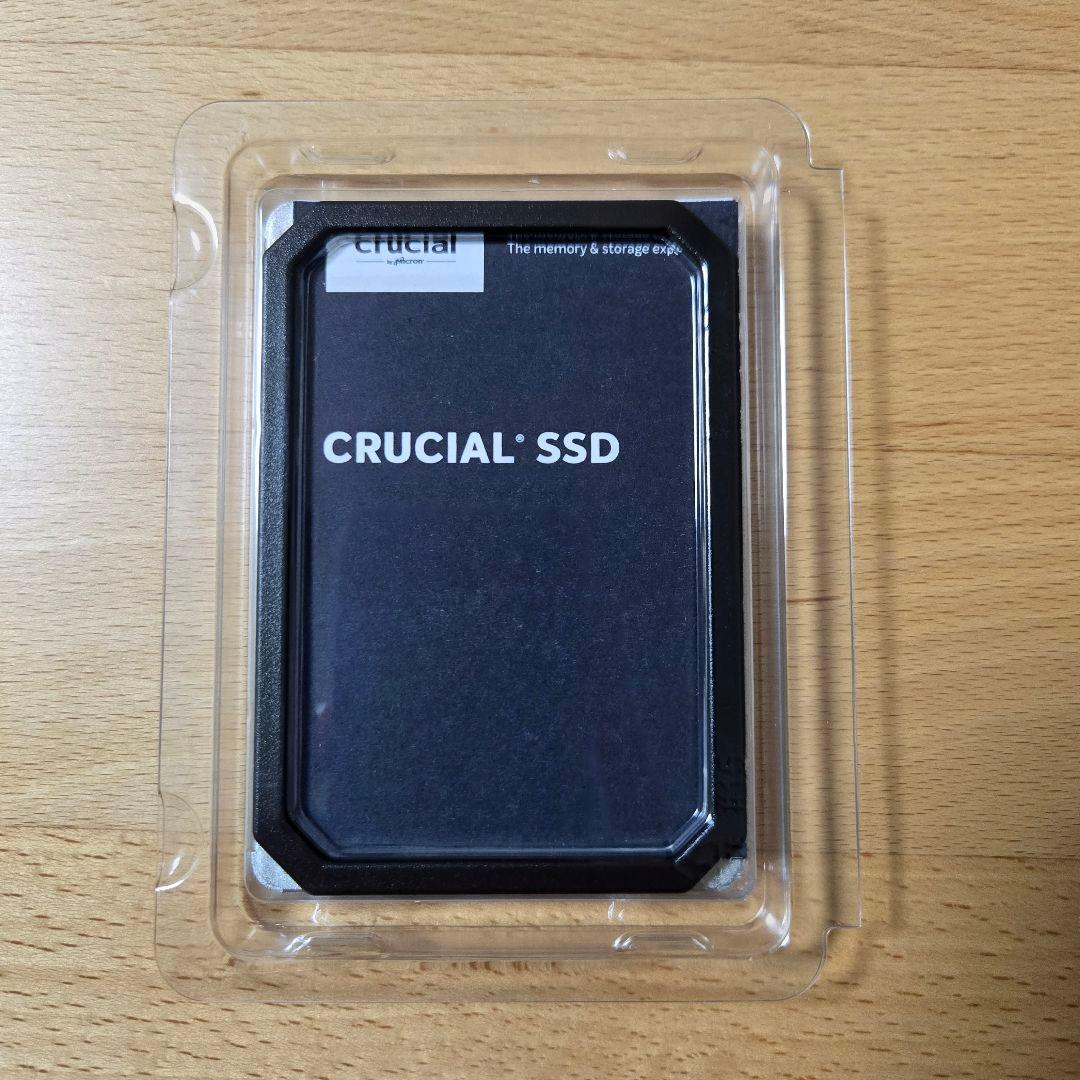 crucial
by Micron
The memory & storage
CRUCIAL® SSD